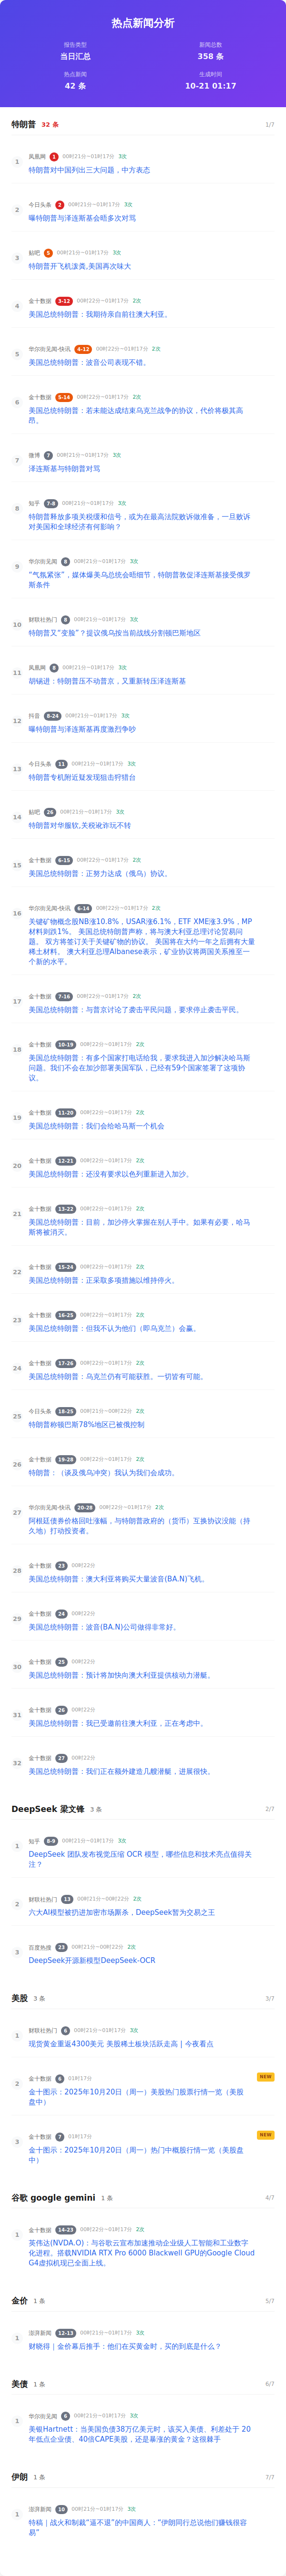 热点新闻分析
报告类型
当日汇总
新闻总数
358 条
热点新闻
42 条
生成时间
10-21 01:17
特朗普 32 条 1/7
1
凤凰网 1 00时21分~01时17分 3次
特朗普对中国列出三大问题，中方表态
2
今日头条 2 00时21分~01时17分 3次
曝特朗普与泽连斯基会晤多次对骂
3
贴吧 5 00时21分~01时17分 3次
特朗普开飞机泼粪,美国再次味大
4
金十数据 3-12 00时22分~01时17分 2次
美国总统特朗普：我期待亲自前往澳大利亚。
5
华尔街见闻-快讯 4-12 00时22分~01时17分 2次
美国总统特朗普：波音公司表现不错。
6
金十数据 5-14 00时22分~01时17分 2次
美国总统特朗普：若未能达成结束乌克兰战争的协议，代价将极其高
昂。
7
微博 7 00时21分~01时17分 3次
泽连斯基与特朗普对骂
8
知乎 7-8 00时21分~01时17分 3次
特朗普释放多项关税缓和信号，或为在最高法院败诉做准备，一旦败诉
对美国和全球经济有何影响？
9
华尔街见闻 8 00时21分~01时17分 3次
“气氛紧张”，媒体爆美乌总统会晤细节，特朗普敦促泽连斯基接受俄罗
斯条件
10
财联社热门 8 00时21分~01时17分 3次
特朗普又“变脸”？提议俄乌按当前战线分割顿巴斯地区
11
凤凰网 8 00时21分~01时17分 3次
胡锡进：特朗普压不动普京，又重新转压泽连斯基
12
抖音 8-24 00时21分~01时17分 3次
曝特朗普与泽连斯基再度激烈争吵
13
今日头条 11 00时21分~01时17分 3次
特朗普专机附近疑发现狙击狩猎台
14
贴吧 26 00时21分~01时17分 3次
特朗普对华服软,关税讹诈玩不转
15
金十数据 6-15 00时22分~01时17分 2次
美国总统特朗普：正努力达成（俄乌）协议。
16
华尔街见闻-快讯 6-14 00时22分~01时17分 2次
关键矿物概念股NB涨10.8%，USAR涨6.1%，ETF XME涨3.9%，MP
材料则跌1%。 美国总统特朗普声称，将与澳大利亚总理讨论贸易问
题。 双方将签订关于关键矿物的协议。 美国将在大约一年之后拥有大量
稀土材料。 澳大利亚总理Albanese表示，矿业协议将两国关系推至一
个新的水平。
17
金十数据 7-16 00时22分~01时17分 2次
美国总统特朗普：与普京讨论了袭击平民问题，要求停止袭击平民。
18
金十数据 10-19 00时22分~01时17分 2次
美国总统特朗普：有多个国家打电话给我，要求我进入加沙解决哈马斯
问题。我们不会在加沙部署美国军队，已经有59个国家签署了这项协
议。
19
金十数据 11-20 00时22分~01时17分 2次
美国总统特朗普：我们会给哈马斯一个机会
20
金十数据 12-21 00时22分~01时17分 2次
美国总统特朗普：还没有要求以色列重新进入加沙。
21
金十数据 13-22 00时22分~01时17分 2次
美国总统特朗普：目前，加沙停火掌握在别人手中。如果有必要，哈马
斯将被消灭。
22
金十数据 15-24 00时22分~01时17分 2次
美国总统特朗普：正采取多项措施以维持停火。
23
金十数据 16-25 00时22分~01时17分 2次
美国总统特朗普：但我不认为他们（即乌克兰）会赢。
24
金十数据 17-26 00时22分~01时17分 2次
美国总统特朗普：乌克兰仍有可能获胜。一切皆有可能。
25
今日头条 18-25 00时21分~00时22分 2次
特朗普称顿巴斯78%地区已被俄控制
26
金十数据 19-28 00时22分~01时17分 2次
特朗普：（谈及俄乌冲突）我认为我们会成功。
27
华尔街见闻-快讯 20-28 00时22分~01时17分 2次
阿根廷债券价格回吐涨幅，与特朗普政府的（货币）互换协议没能（持
久地）打动投资者。
28
金十数据 23 00时22分
美国总统特朗普：澳大利亚将购买大量波音(BA.N)飞机。
29
金十数据 24 00时22分
美国总统特朗普：波音(BA.N)公司做得非常好。
30
金十数据 25 00时22分
美国总统特朗普：预计将加快向澳大利亚提供核动力潜艇。
31
金十数据 26 00时22分
美国总统特朗普：我已受邀前往澳大利亚，正在考虑中。
32
金十数据 27 00时22分
美国总统特朗普：我们正在额外建造几艘潜艇，进展很快。
DeepSeek 梁文锋 3 条 2/7
1
知乎 8-9 00时21分~01时17分 3次
DeepSeek 团队发布视觉压缩 OCR 模型，哪些信息和技术亮点值得关
注？
2
财联社热门 13 00时21分~00时22分 2次
六大AI模型被扔进加密市场厮杀，DeepSeek暂为交易之王
3
百度热搜 23 00时21分~00时22分 2次
DeepSeek开源新模型DeepSeek-OCR
美股 3 条 3/7
1
财联社热门 6 00时21分~01时17分 3次
现货黄金重返4300美元 美股稀土板块活跃走高 | 今夜看点
2
金十数据 6 01时17分
NEW
金十图示：2025年10月20日（周一）美股热门股票行情一览（美股
盘中）
3
金十数据 7 01时17分
NEW
金十图示：2025年10月20日（周一）热门中概股行情一览（美股盘
中）
谷歌 google gemini 1 条 4/7
1
金十数据 14-23 00时22分~01时17分 2次
英伟达(NVDA.O)：与谷歌云宣布加速推动企业级人工智能和工业数字
化进程。搭载NVIDIA RTX Pro 6000 Blackwell GPU的Google Cloud
G4虚拟机现已全面上线。
金价 1 条 5/7
1
澎湃新闻 12-13 00时21分~01时17分 3次
财晓得｜金价幕后推手：他们在买黄金时，买的到底是什么？
美债 1 条 6/7
1
华尔街见闻 6 00时21分~01时17分 3次
美银Hartnett：当美国负债38万亿美元时，该买入美债、利差处于 20
年低点企业债、40倍CAPE美股，还是暴涨的黄金？这很棘手
伊朗 1 条 7/7
1
澎湃新闻 10 00时21分~01时17分 3次
特稿｜战火和制裁“逼不退”的中国商人：“伊朗同行总说他们赚钱很容
易”